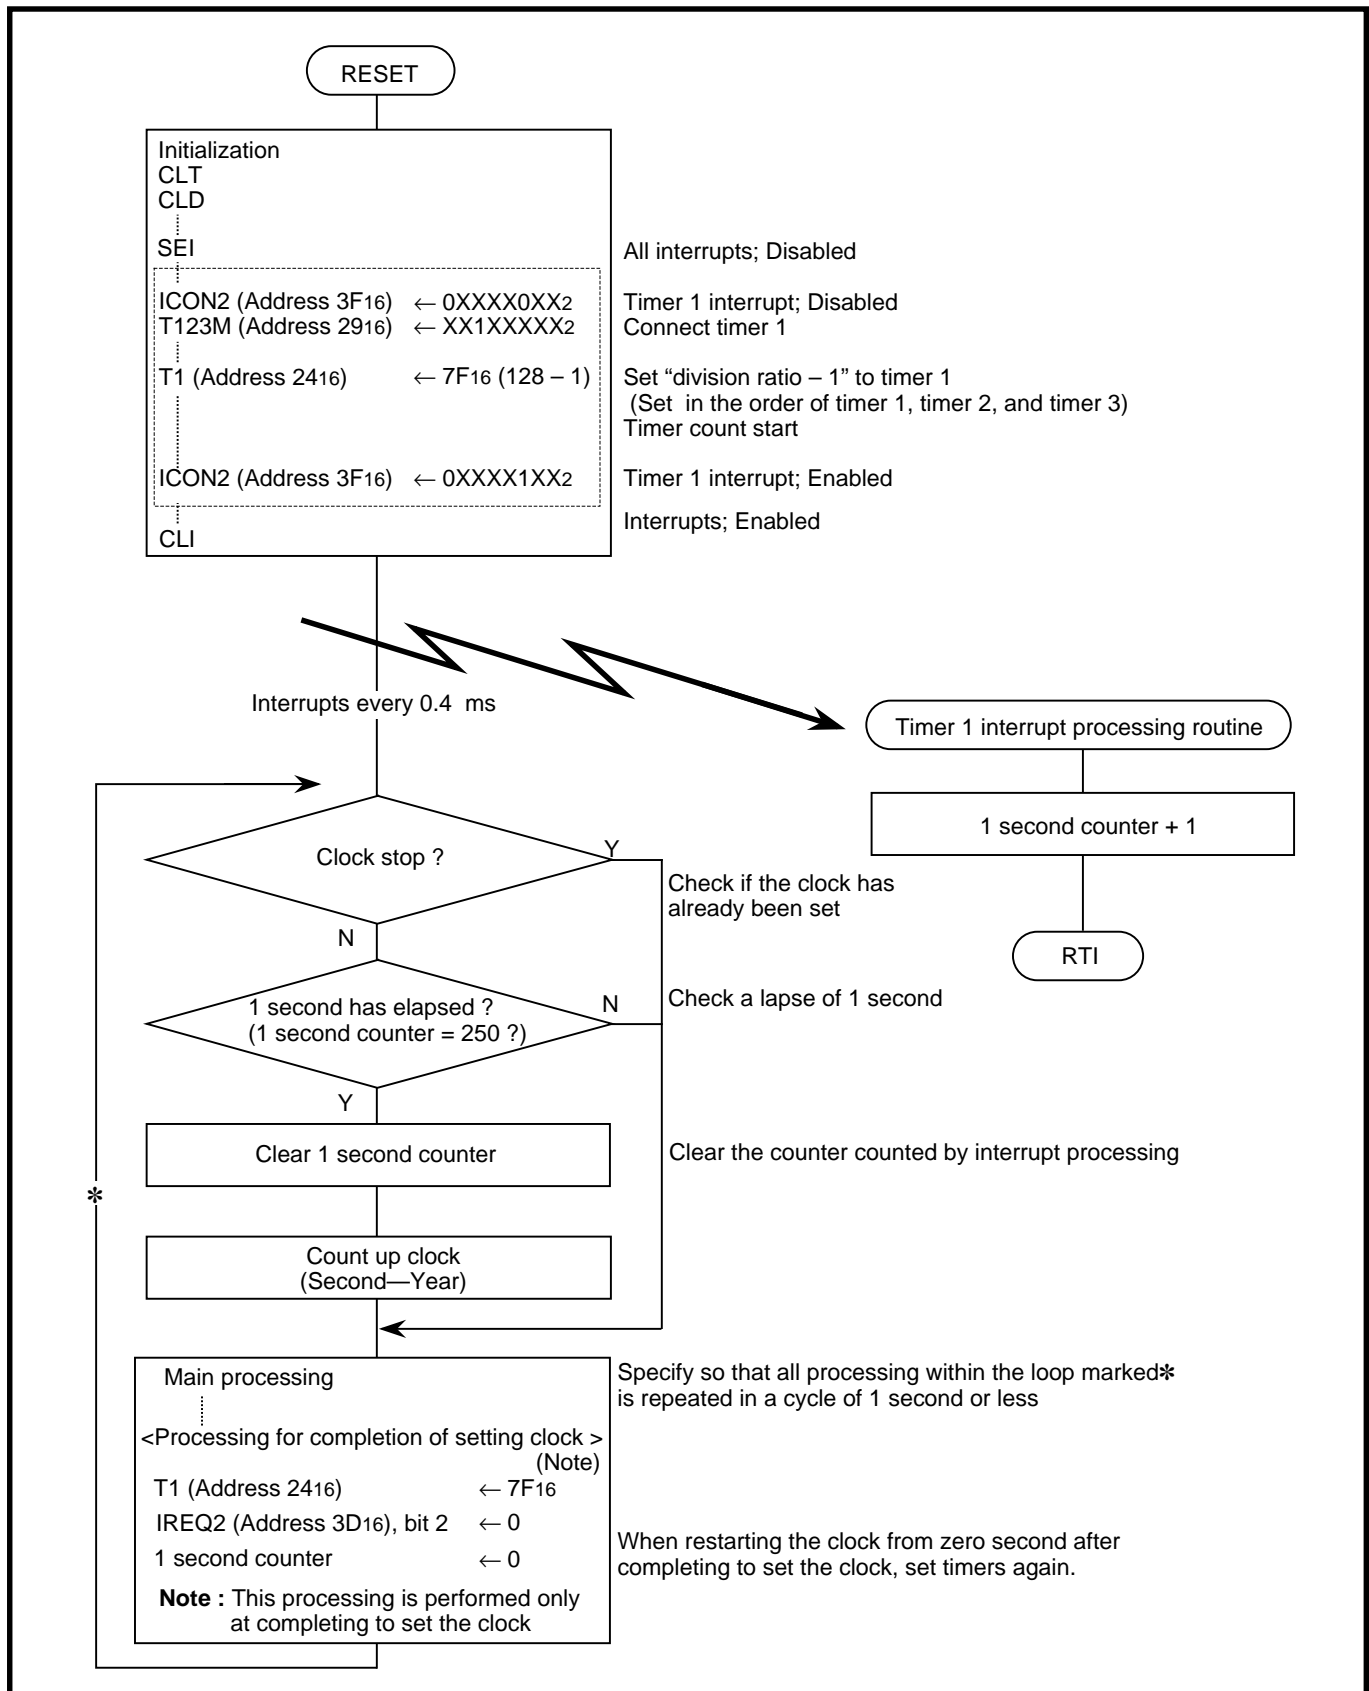 RESET
Initialization
CLT
CLD
SEI
All interrupts; Disabled
ICON2 (Address 3F16) ← 0XXXX0XX2
Timer 1 interrupt; Disabled
T123M (Address 2916) ← XX1XXXXX2
Connect timer 1
T1 (Address 2416) ← 7F16 (128 – 1)
Set “division ratio – 1” to timer 1
(Set in the order of timer 1, timer 2, and timer 3)
Timer count start
ICON2 (Address 3F16) ← 0XXXX1XX2
Timer 1 interrupt; Enabled
Interrupts; Enabled
CLI
Interrupts every 0.4 ms
Timer 1 interrupt processing routine
1 second counter + 1
RTI
Clock stop ?
Y
Check if the clock has
already been set
N
1 second has elapsed ?
(1 second counter = 250 ?)
N
Check a lapse of 1 second
Y
Clear 1 second counter
Clear the counter counted by interrupt processing
✻
Count up clock
(Second—Year)
Main processing
Specify so that all processing within the loop marked✻
is repeated in a cycle of 1 second or less
<Processing for completion of setting clock >
(Note)
T1 (Address 2416) ← 7F16
IREQ2 (Address 3D16), bit 2 ← 0
1 second counter ← 0
When restarting the clock from zero second after
completing to set the clock, set timers again.
Note : This processing is performed only
at completing to set the clock